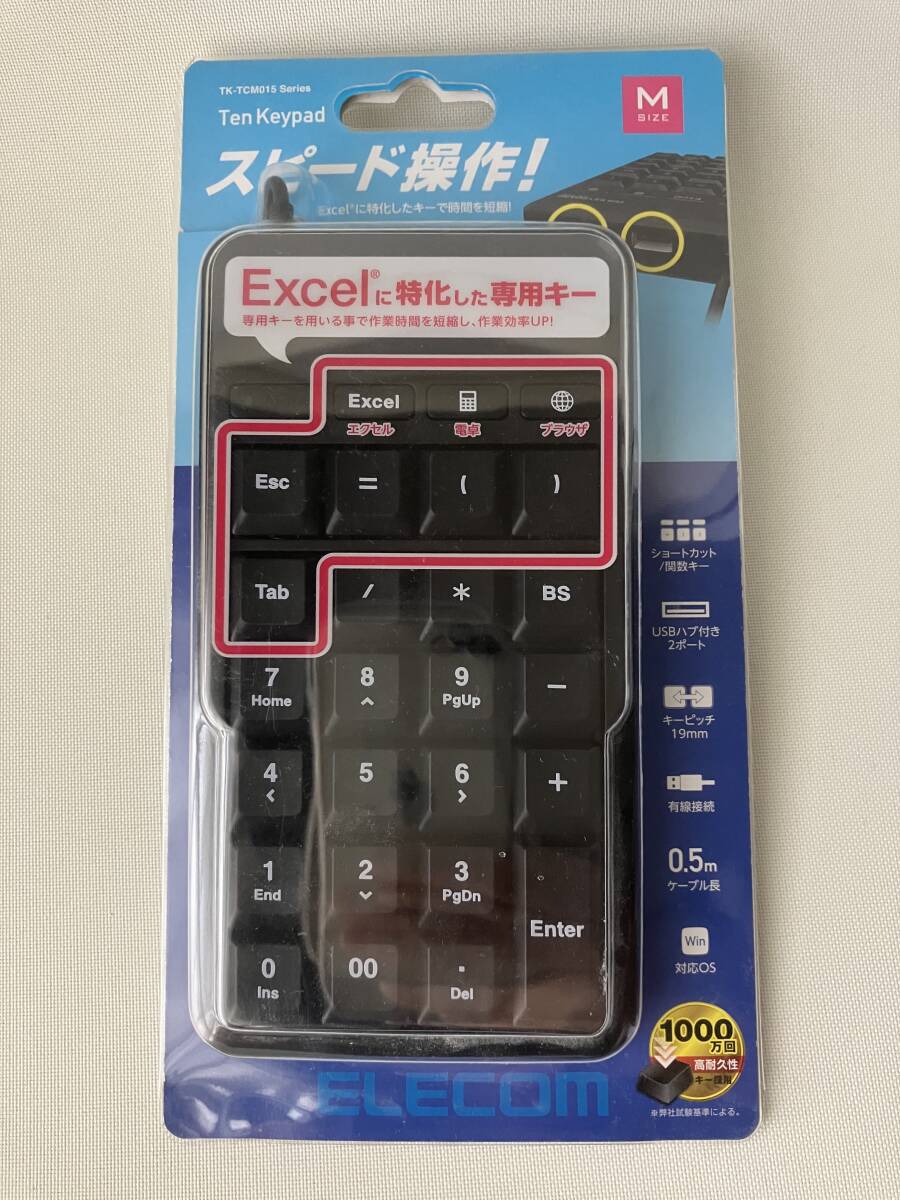 TK-TCM015 Series
Ten Keypad
M
SIZE
スピード操作!
Excel®に特化したキーで時間を短縮!
Excel®に特化した専用キー
専用キーを用いる事で作業時間を短縮し、作業効率UP!
Excel
エクセル 電卓 ブラウザ
Esc = ( )
Tab / * BS
7 8 9 −
Home ^ PgUp
4 5 6 +
< >
1 2 3
End ⌄ PgDn
Enter
0 00 .
Ins Del
ショートカット
/関数キー
USBハブ付き
2ポート
キーピッチ
19mm
有線接続
0.5m
ケーブル長
Win
対応OS
1000
万回
高耐久性
キー採用
※弊社試験基準による。
ELECOM